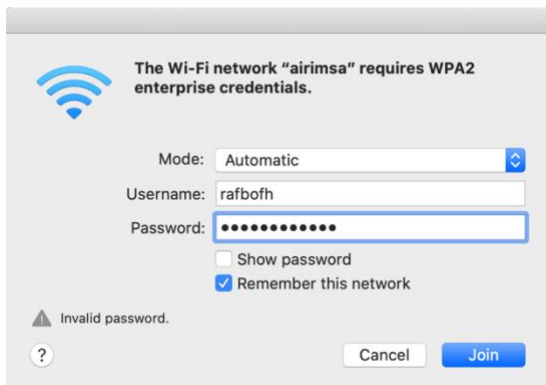 The Wi-Fi network “airimsa” requires WPA2
enterprise credentials.
Mode: Automatic
Username: rafbofh
Password: ••••••••••••
Show password
Remember this network
Invalid password.
? Cancel Join